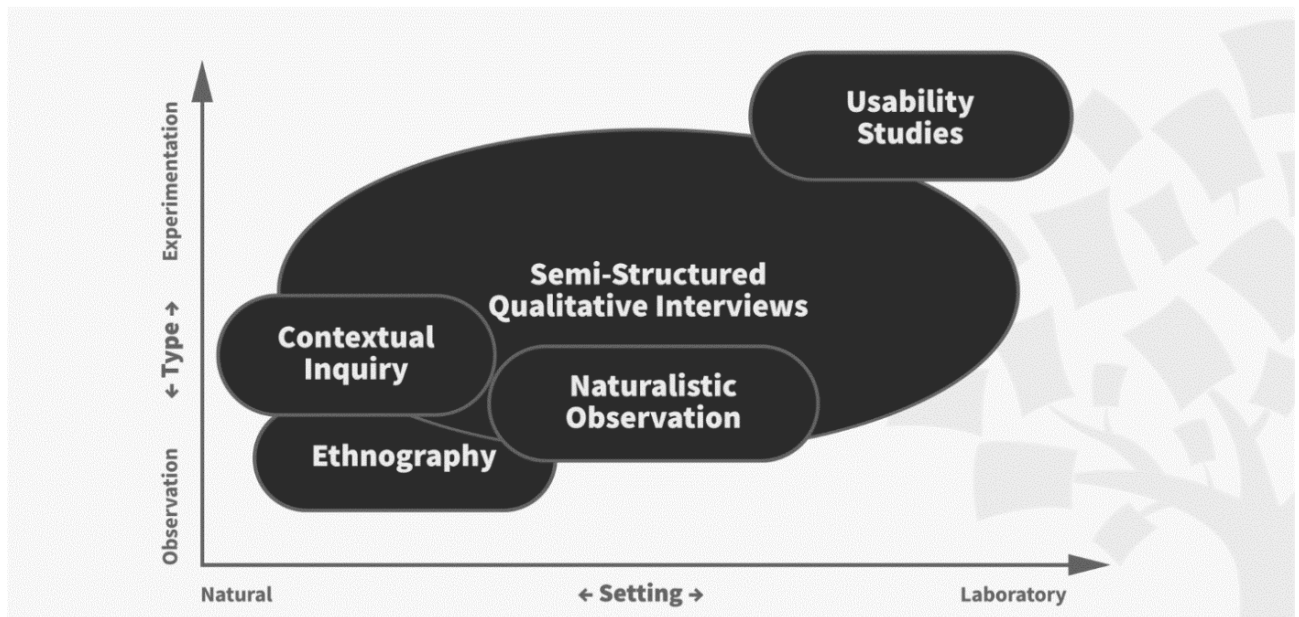 Usability
Studies
Experimentation
Semi-Structured
Qualitative Interviews
← Type →
Contextual
Inquiry
Naturalistic
Observation
Ethnography
Observation
Natural
← Setting →
Laboratory